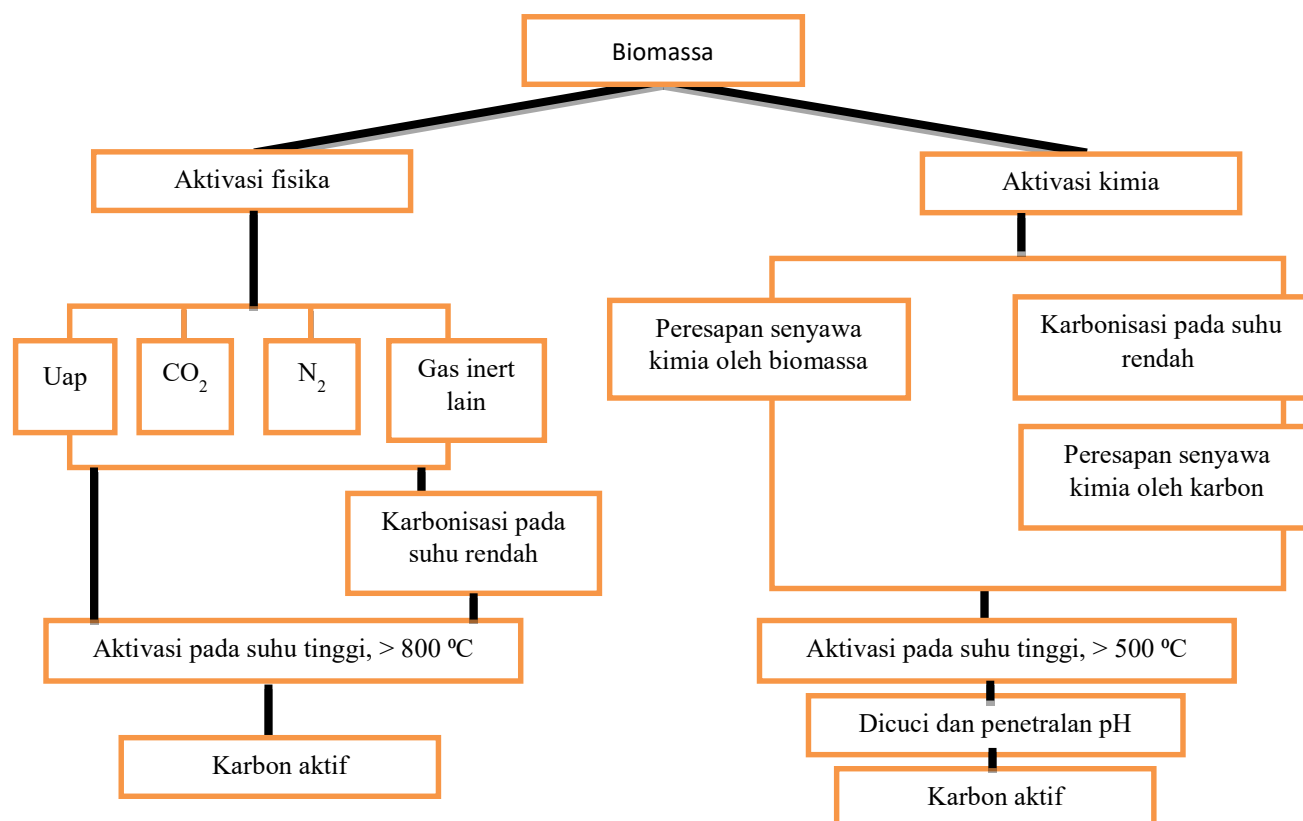 Biomassa
Aktivasi fisika
Aktivasi kimia
Uap
CO₂
N₂
Gas inert
lain
Karbonisasi pada
suhu rendah
Aktivasi pada suhu tinggi, > 800 ⁰C
Karbon aktif
Peresapan senyawa
kimia oleh biomassa
Karbonisasi pada suhu
rendah
Peresapan senyawa
kimia oleh karbon
Aktivasi pada suhu tinggi, > 500 ⁰C
Dicuci dan penetralan pH
Karbon aktif